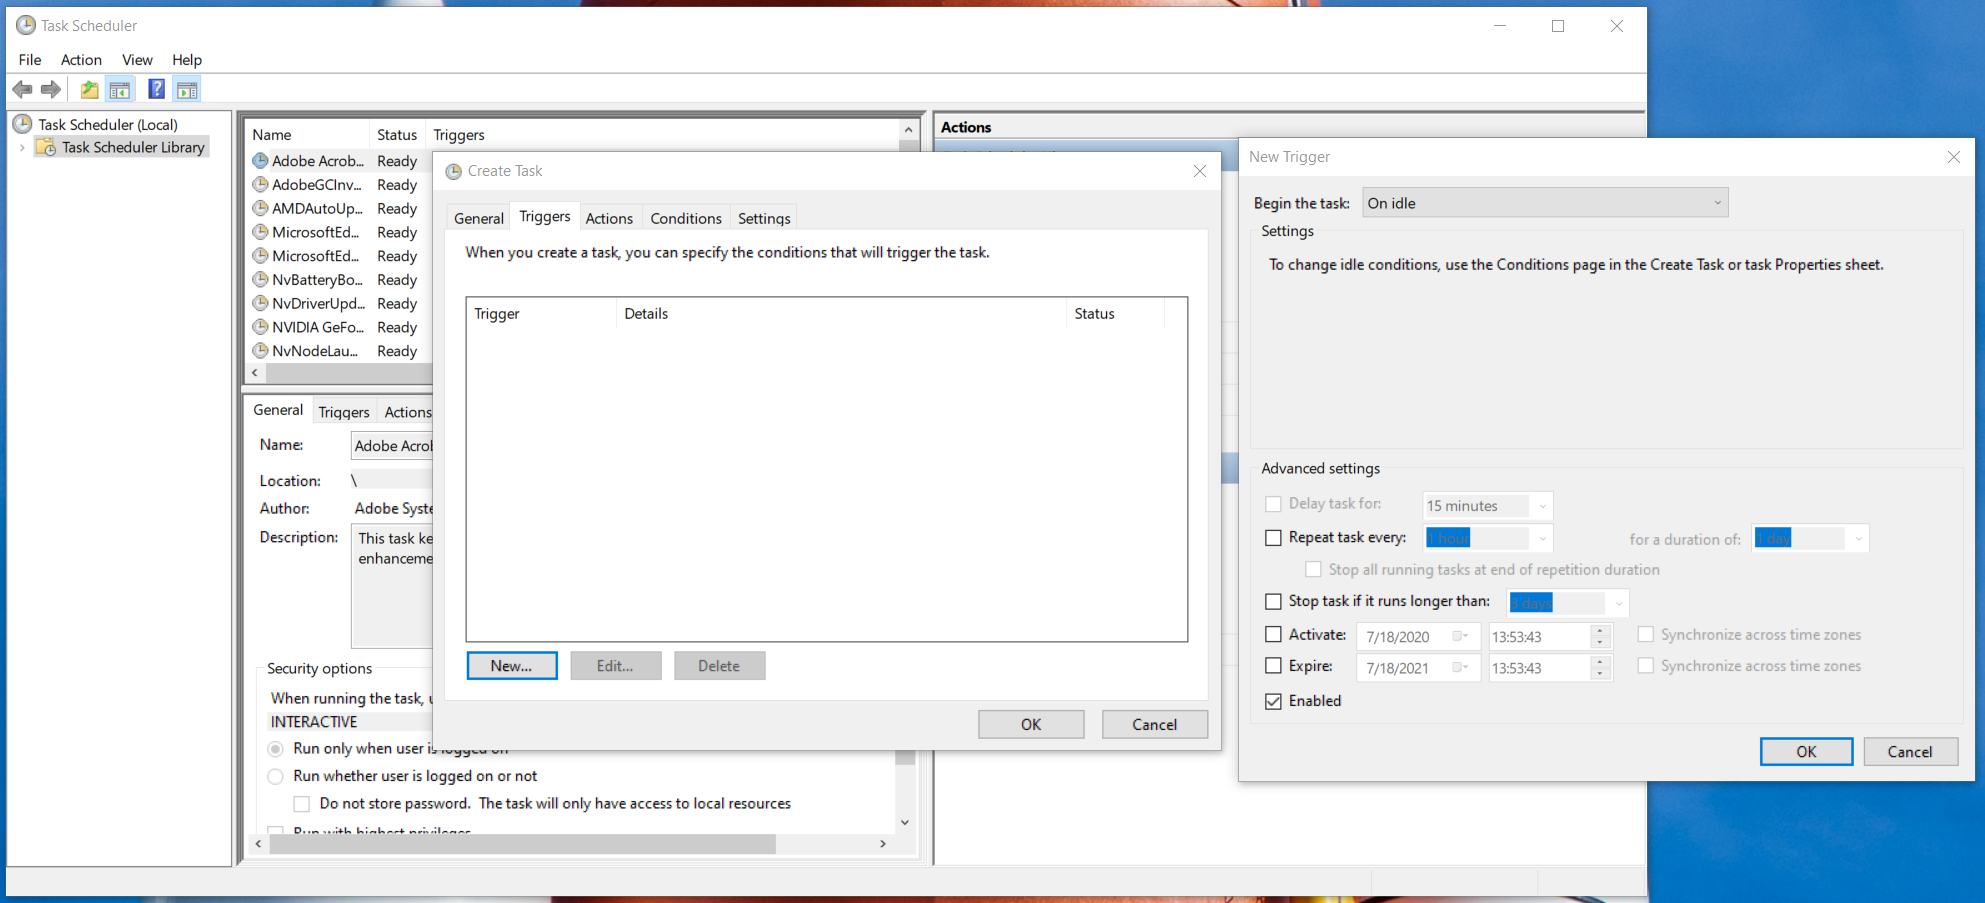 Task Scheduler
File Action View Help
Task Scheduler (Local)
Task Scheduler Library
Name Status Triggers
Adobe Acrob... Ready
AdobeGCInv... Ready
AMDAutoUp... Ready
MicrosoftEd... Ready
MicrosoftEd... Ready
NvBatteryBo... Ready
NvDriverUpd... Ready
NVIDIA GeFo... Ready
NvNodeLau... Ready
General Triggers Actions
Name: Adobe Acro
Location: \
Author: Adobe Syste
Description: This task ke
enhanceme
Security options
When running the task, u
INTERACTIVE
Run only when user is logged on
Run whether user is logged on or not
Do not store password. The task will only have access to local resources
Run with highest privileges
Actions
Create Task
General Triggers Actions Conditions Settings
When you create a task, you can specify the conditions that will trigger the task.
Trigger Details Status
New... Edit... Delete
OK Cancel
New Trigger
Begin the task: On idle
Settings
To change idle conditions, use the Conditions page in the Create Task or task Properties sheet.
Advanced settings
Delay task for: 15 minutes
Repeat task every: 1 hour for a duration of: 1 day
Stop all running tasks at end of repetition duration
Stop task if it runs longer than: 3 days
Activate: 7/18/2020 13:53:43 Synchronize across time zones
Expire: 7/18/2021 13:53:43 Synchronize across time zones
Enabled
OK Cancel